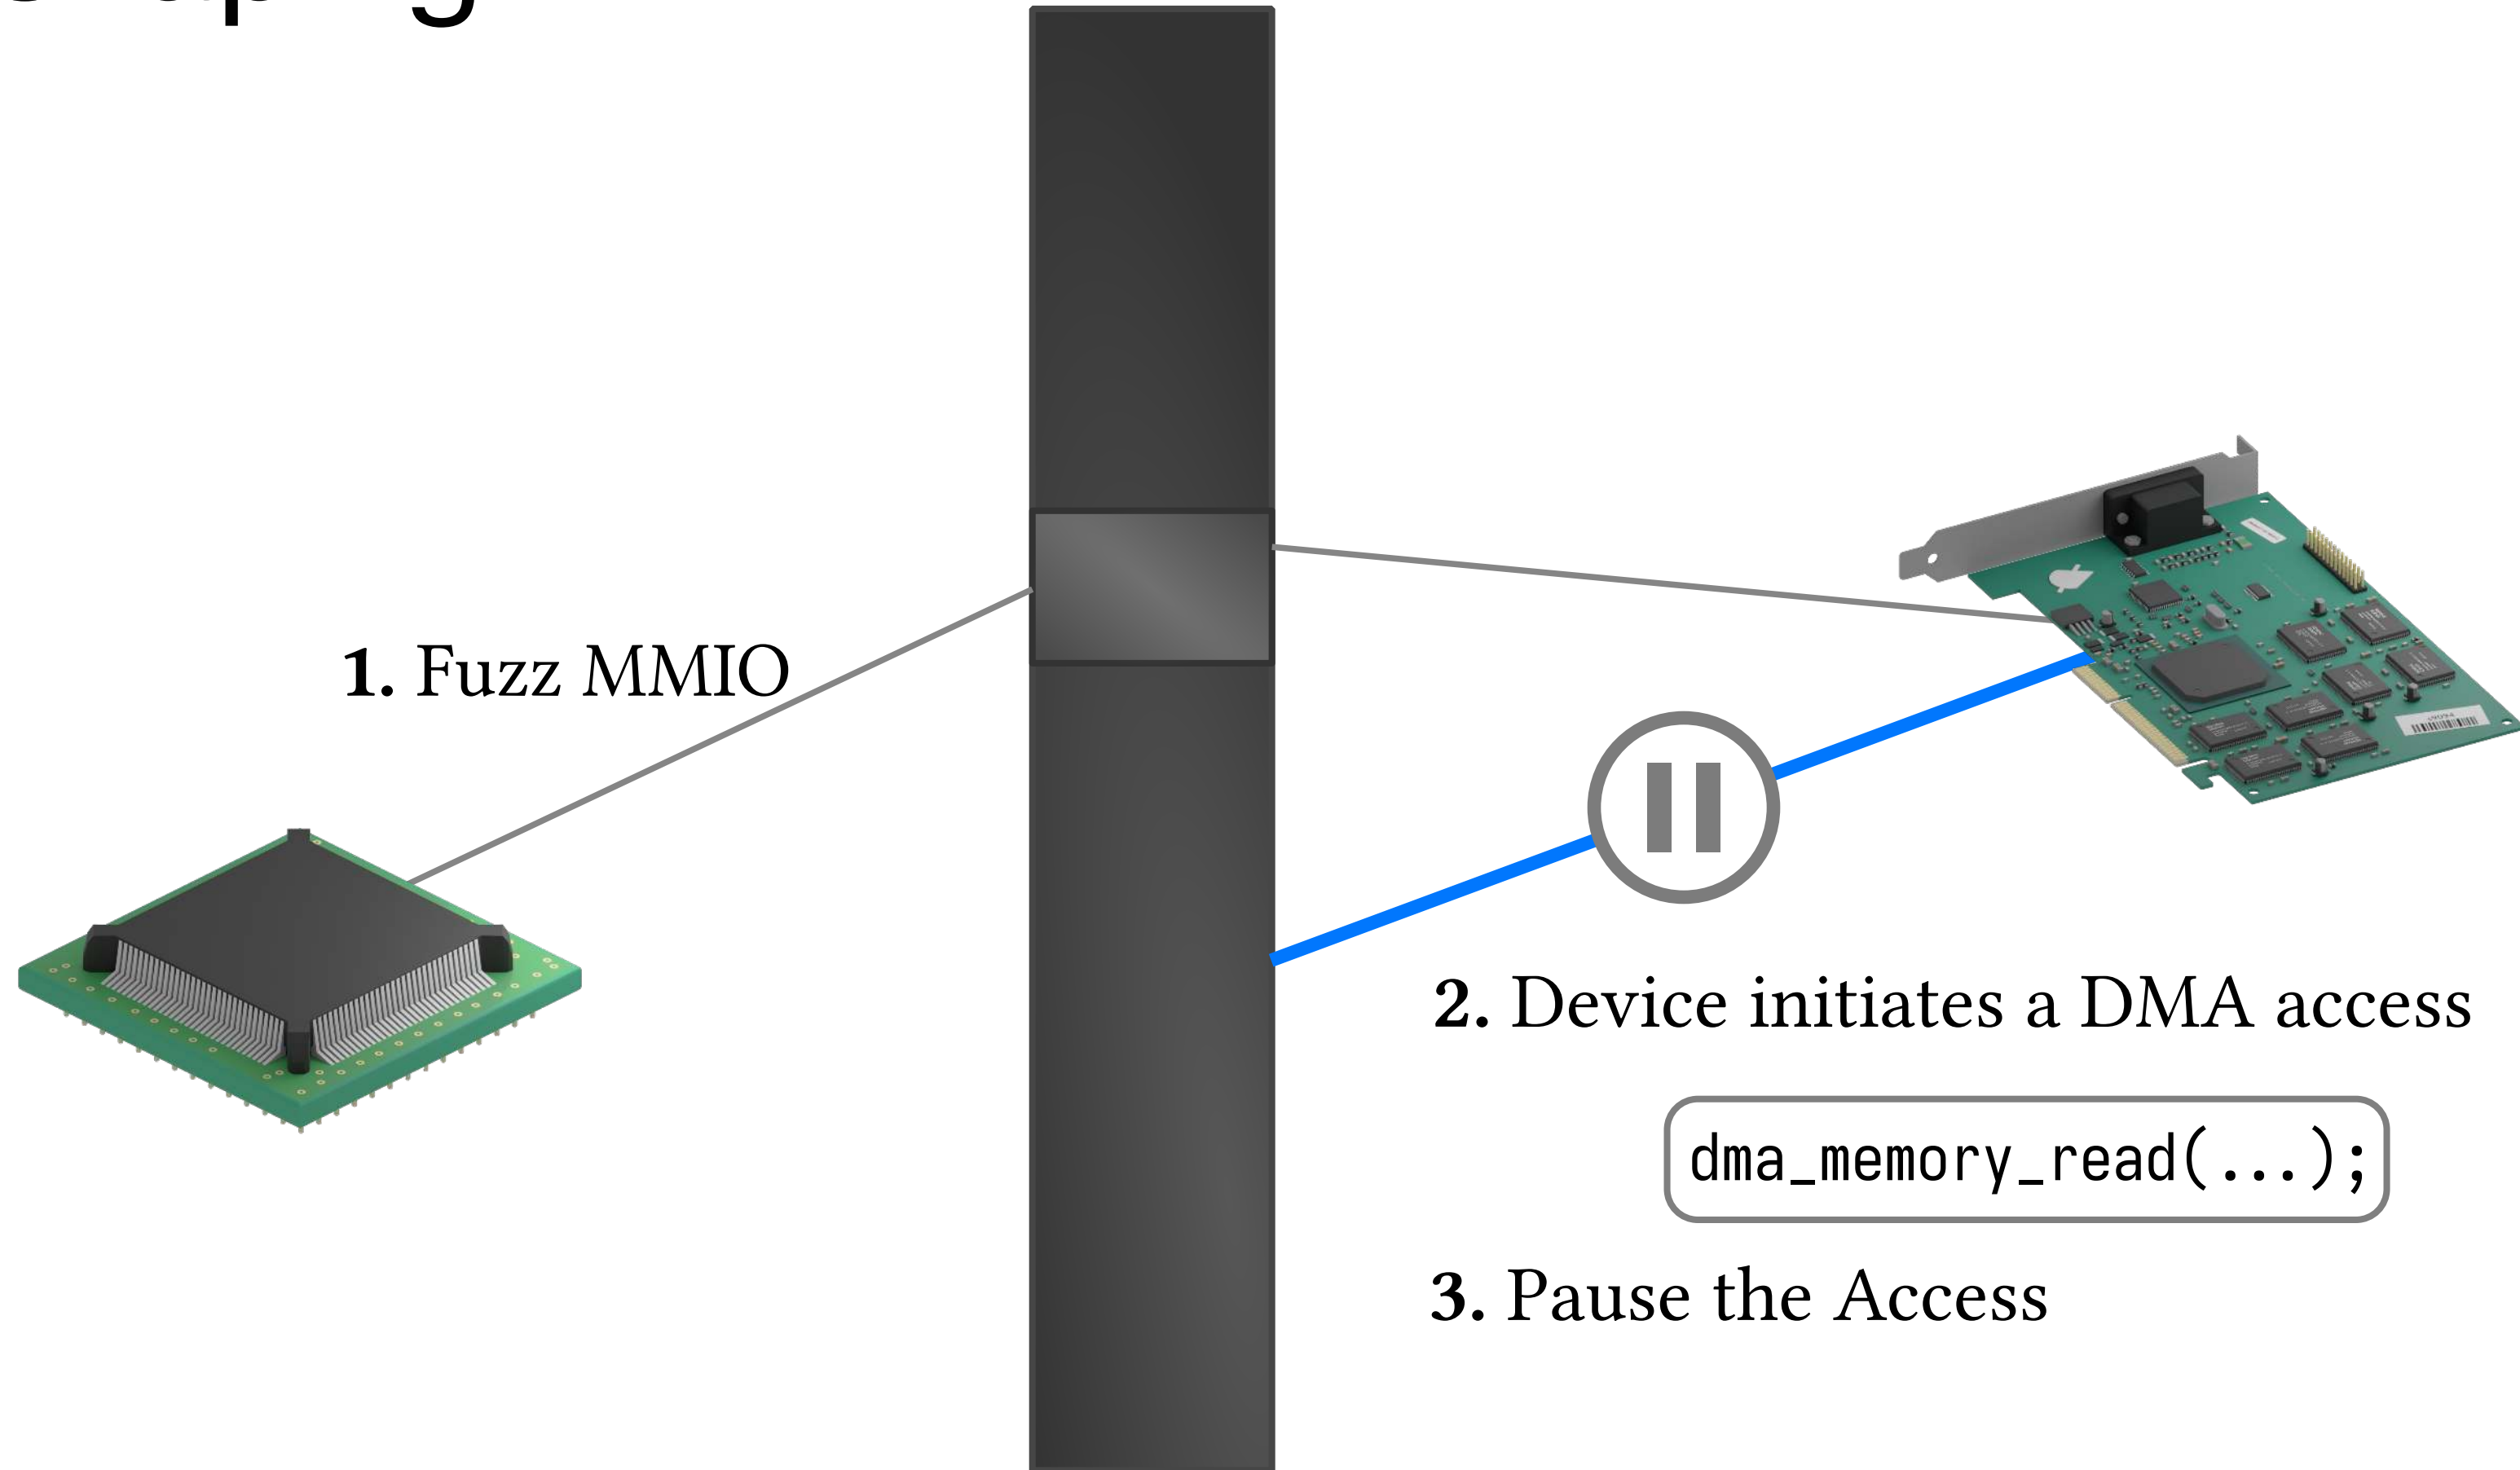 1. Fuzz MMIO
2. Device initiates a DMA access
dma_memory_read(...);
3. Pause the Access